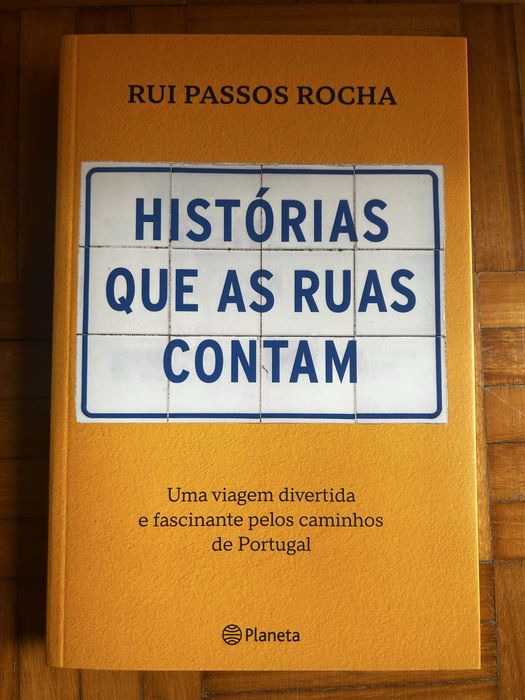 RUI PASSOS ROCHA
HISTÓRIAS
QUE AS RUAS
CONTAM
Uma viagem divertida
e fascinante pelos caminhos
de Portugal
Planeta